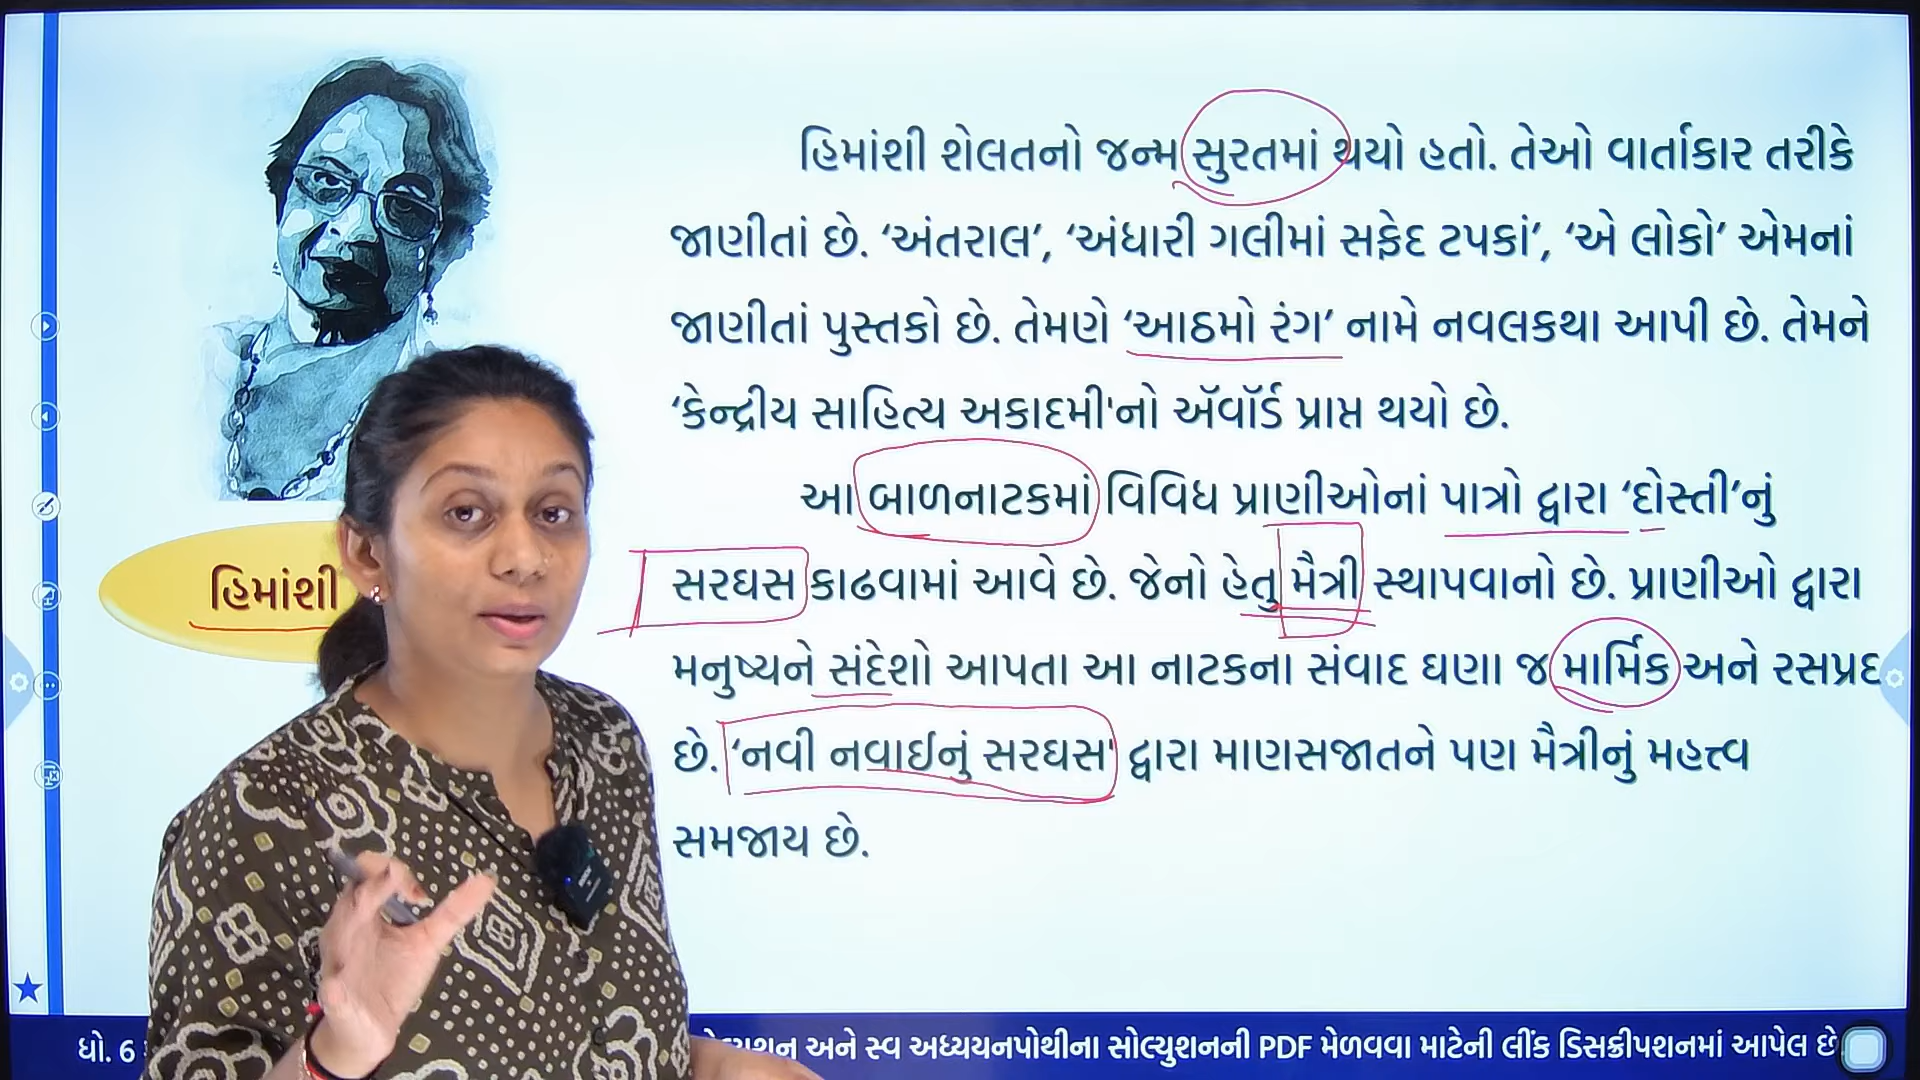 હિમાંશી શેલતનો જન્મ સુરતમાં થયો હતો. તેઓ વાર્તાકાર તરીકે
જાણીતાં છે. ‘અંતરાલ’, ‘અંધારી ગલીમાં સફેદ ટપકાં’, ‘એ લોકો’ એમનાં
જાણીતાં પુસ્તકો છે. તેમણે ‘આઠમો રંગ’ નામે નવલકથા આપી છે. તેમને
‘કેન્દ્રીય સાહિત્ય અકાદમી'નો ઍવૉર્ડ પ્રાપ્ત થયો છે.
આ બાળનાટકમાં વિવિધ પ્રાણીઓનાં પાત્રો દ્વારા ‘દોસ્તી’નું
સરઘસ કાઢવામાં આવે છે. જેનો હેતુ મૈત્રી સ્થાપવાનો છે. પ્રાણીઓ દ્વારા
મનુષ્યને સંદેશો આપતા આ નાટકના સંવાદ ઘણા જ માર્મિક અને રસપ્રદ
છે. ‘નવી નવાઈનું સરઘસ' દ્વારા માણસજાતને પણ મૈત્રીનું મહત્ત્વ
સમજાય છે.
હિમાંશી
ધો. 6
અને સ્વ અધ્યયનપોથીના સોલ્યુશનની PDF મેળવવા માટેની લીંક ડિસક્રીપશનમાં આપેલ છે.